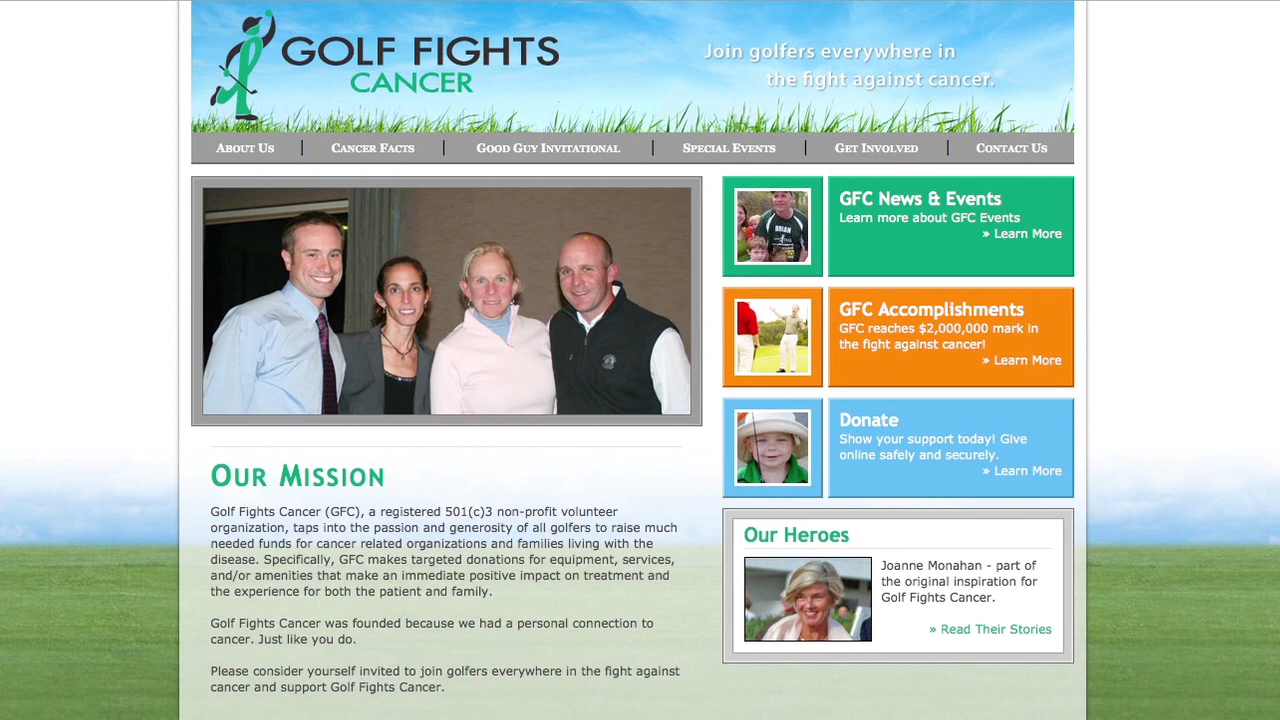 GOLF FIGHTS
CANCER
Join golfers everywhere in
the fight against cancer.
About Us
Cancer Facts
Good Guy Invitational
Special Events
Get Involved
Contact Us
GFC News & Events
Learn more about GFC Events
» Learn More
GFC Accomplishments
GFC reaches $2,000,000 mark in
the fight against cancer!
» Learn More
Donate
Show your support today! Give
online safely and securely.
» Learn More
Our Mission
Golf Fights Cancer (GFC), a registered 501(c)3 non-profit volunteer
organization, taps into the passion and generosity of all golfers to raise much
needed funds for cancer related organizations and families living with the
disease. Specifically, GFC makes targeted donations for equipment, services,
and/or amenities that make an immediate positive impact on treatment and
the experience for both the patient and family.
Golf Fights Cancer was founded because we had a personal connection to
cancer. Just like you do.
Please consider yourself invited to join golfers everywhere in the fight against
cancer and support Golf Fights Cancer.
Our Heroes
Joanne Monahan - part of
the original inspiration for
Golf Fights Cancer.
» Read Their Stories